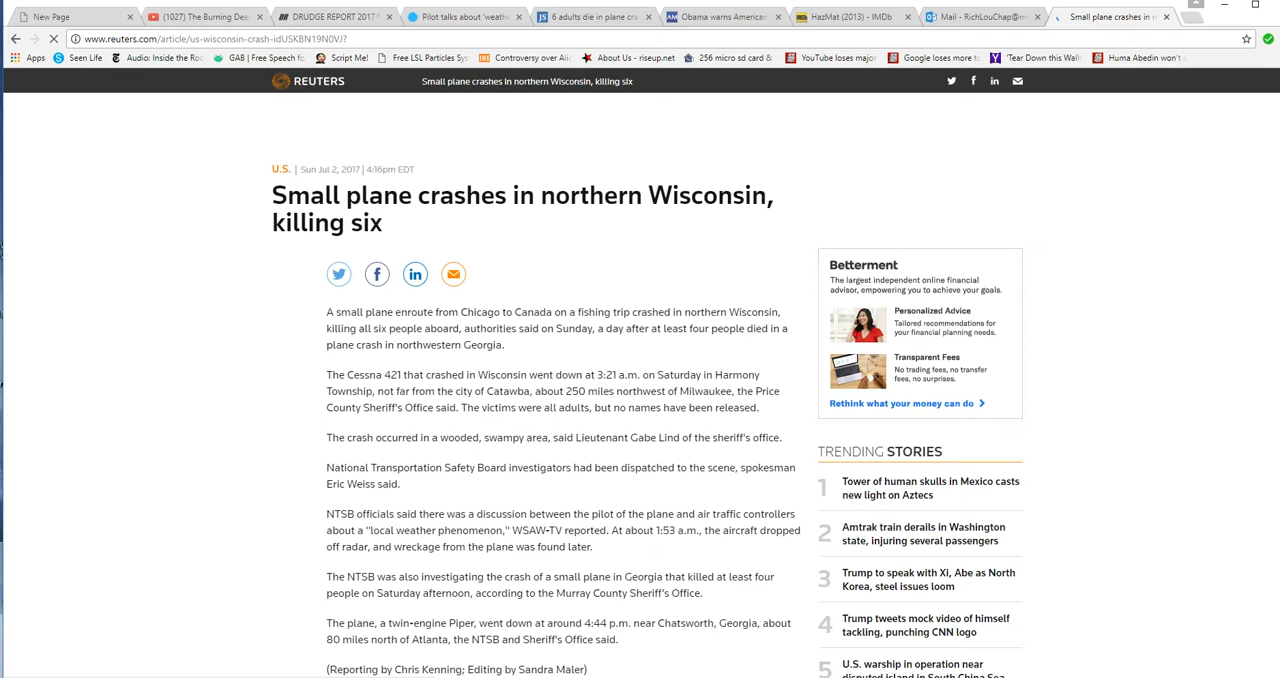 New Page
(1027) The Burning Dea
DRUDGE REPORT 2017
Pilot talks about 'weathe
6 adults die in plane cra
Obama warns American
HazMat (2013) - IMDb
Mail - RichLouChap@m
Small plane crashes in n
www.reuters.com/article/us-wisconsin-crash-idUSKBN19N0VJ?
Apps
Seen Life
Audio: Inside the Roc
GAB | Free Speech fo
Script Me!
Free LSL Particles Sys
Controversy over Alic
About Us - riseup.net
256 micro sd card &
YouTube loses major
Google loses more t
'Tear Down this Wall
Huma Abedin won't
REUTERS
Small plane crashes in northern Wisconsin, killing six
U.S. | Sun Jul 2, 2017 | 4:16pm EDT
Small plane crashes in northern Wisconsin,
killing six
A small plane enroute from Chicago to Canada on a fishing trip crashed in northern Wisconsin,
killing all six people aboard, authorities said on Sunday, a day after at least four people died in a
plane crash in northwestern Georgia.
The Cessna 421 that crashed in Wisconsin went down at 3:21 a.m. on Saturday in Harmony
Township, not far from the city of Catawba, about 250 miles northwest of Milwaukee, the Price
County Sheriff's Office said. The victims were all adults, but no names have been released.
The crash occurred in a wooded, swampy area, said Lieutenant Gabe Lind of the sheriff's office.
National Transportation Safety Board investigators had been dispatched to the scene, spokesman
Eric Weiss said.
NTSB officials said there was a discussion between the pilot of the plane and air traffic controllers
about a "local weather phenomenon," WSAW-TV reported. At about 1:53 a.m., the aircraft dropped
off radar, and wreckage from the plane was found later.
The NTSB was also investigating the crash of a small plane in Georgia that killed at least four
people on Saturday afternoon, according to the Murray County Sheriff's Office.
The plane, a twin-engine Piper, went down at around 4:44 p.m. near Chatsworth, Georgia, about
80 miles north of Atlanta, the NTSB and Sheriff's Office said.
(Reporting by Chris Kenning; Editing by Sandra Maler)
Betterment
The largest independent online financial
advisor, empowering you to achieve your goals.
Personalized Advice
Tailored recommendations for
your financial planning needs.
Transparent Fees
No trading fees, no transfer
fees, no surprises.
Rethink what your money can do
TRENDING STORIES
1 Tower of human skulls in Mexico casts
new light on Aztecs
2 Amtrak train derails in Washington
state, injuring several passengers
3 Trump to speak with Xi, Abe as North
Korea, steel issues loom
4 Trump tweets mock video of himself
tackling, punching CNN logo
5 U.S. warship in operation near
disputed island in South China Sea